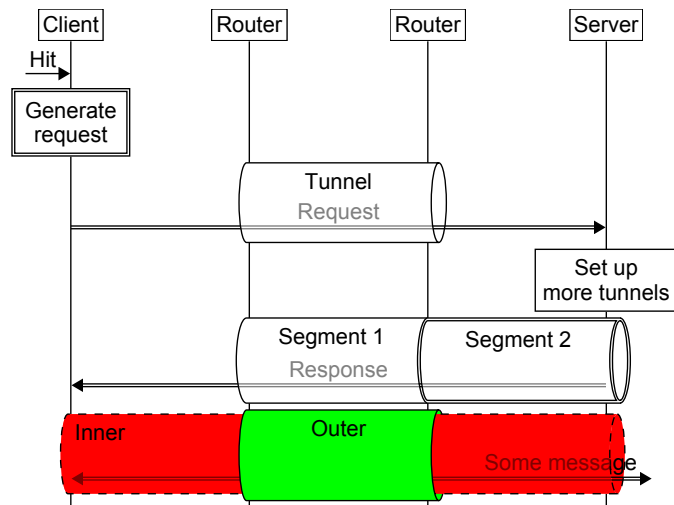 Client
Router
Router
Server
Hit
Generate
request
Tunnel
Request
Set up
more tunnels
Segment 1
Segment 2
Response
Inner
Outer
Some message